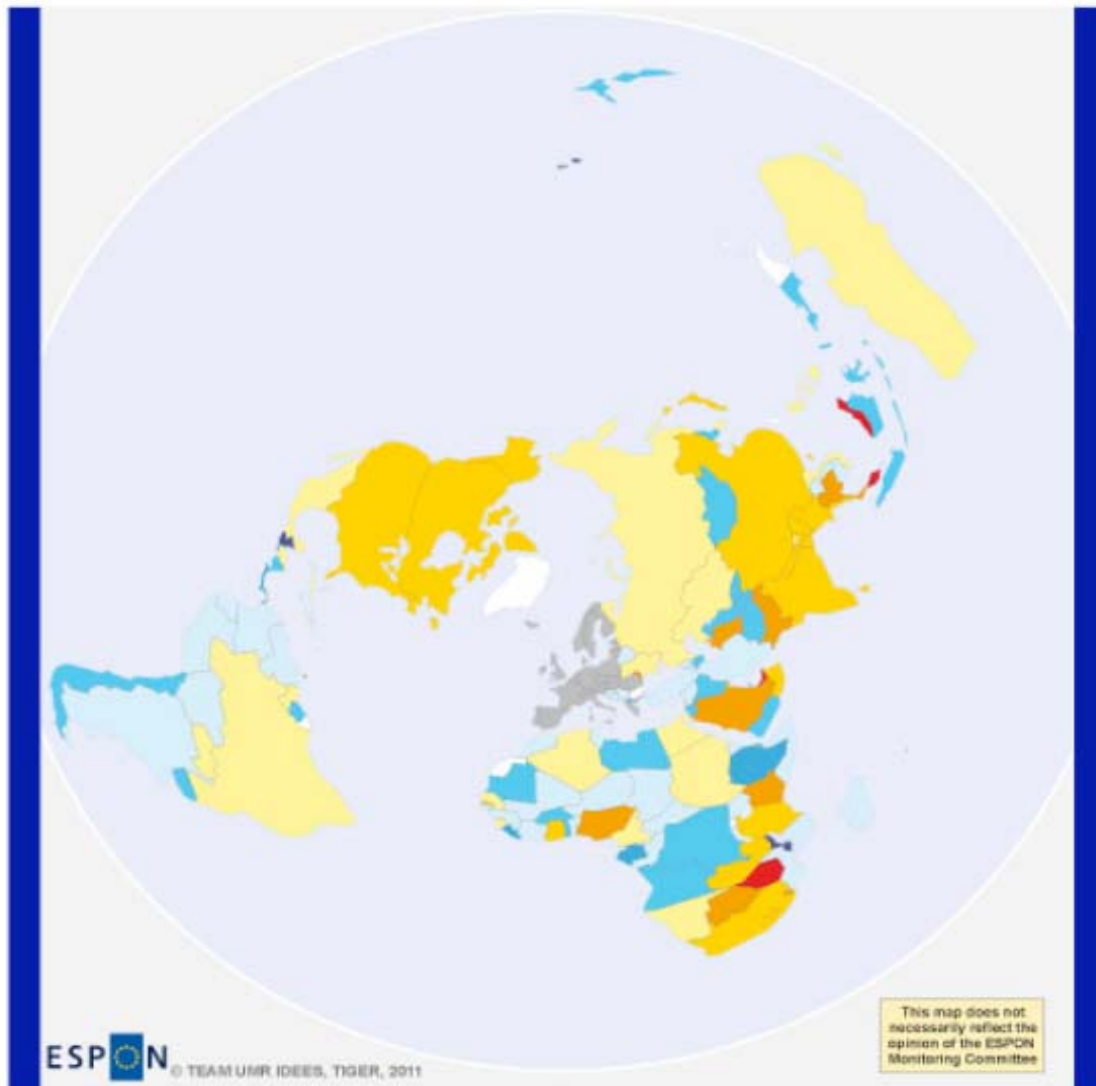 This map does not
necessarily reflect the
opinion of the ESPON
Monitoring Committee
ESPON © TEAM UMR IDEES, TIGER, 2011